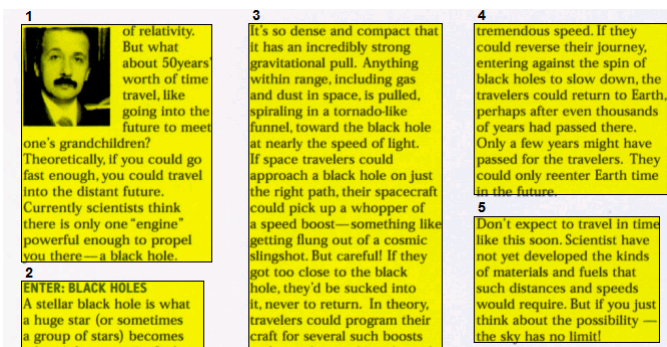 1
of relativity.
But what
about 50years'
worth of time
travel, like
going into the
future to meet
one's grandchildren?
Theoretically, if you could go
fast enough, you could travel
into the distant future.
Currently scientists think
there is only one "engine"
powerful enough to propel
you there—a black hole.
2
ENTER: BLACK HOLES
A stellar black hole is what
a huge star (or sometimes
a group of stars) becomes
3
It's so dense and compact that
it has an incredibly strong
gravitational pull. Anything
within range, including gas
and dust in space, is pulled,
spiraling in a tornado-like
funnel, toward the black hole
at nearly the speed of light.
If space travelers could
approach a black hole on just
the right path, their spacecraft
could pick up a whopper of
a speed boost—something like
getting flung out of a cosmic
slingshot. But careful! If they
got too close to the black
hole, they'd be sucked into
it, never to return. In theory,
travelers could program their
craft for several such boosts
4
tremendous speed. If they
could reverse their journey,
entering against the spin of
black holes to slow down, the
travelers could return to Earth,
perhaps after even thousands
of years had passed there.
Only a few years might have
passed for the travelers. They
could only reenter Earth time
in the future.
5
Don't expect to travel in time
like this soon. Scientist have
not yet developed the kinds
of materials and fuels that
such distances and speeds
would require. But if you just
think about the possibility —
the sky has no limit!